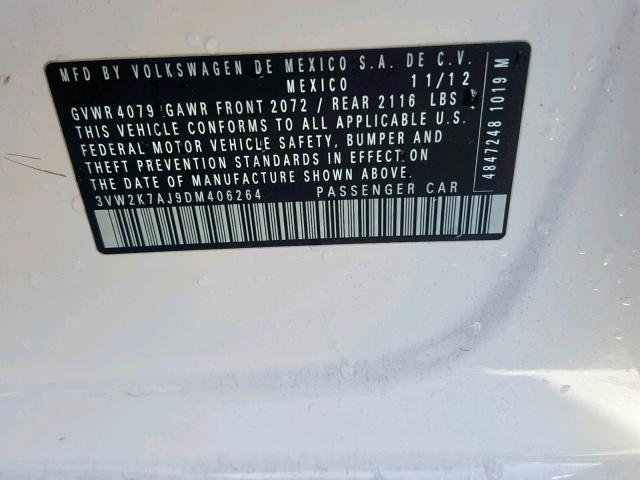 MFD BY VOLKSWAGEN DE MEXICO S.A. DE C.V.
MEXICO 11/12
GVWR 4079 GAWR FRONT 2072 / REAR 2116 LBS
THIS VEHICLE CONFORMS TO ALL APPLICABLE U.S.
FEDERAL MOTOR VEHICLE SAFETY, BUMPER AND
THEFT PREVENTION STANDARDS IN EFFECT ON
THE DATE OF MANUFACTURE SHOWN ABOVE.
3VW2K7AJ9DM406264 PASSENGER CAR
4847248 1019 M